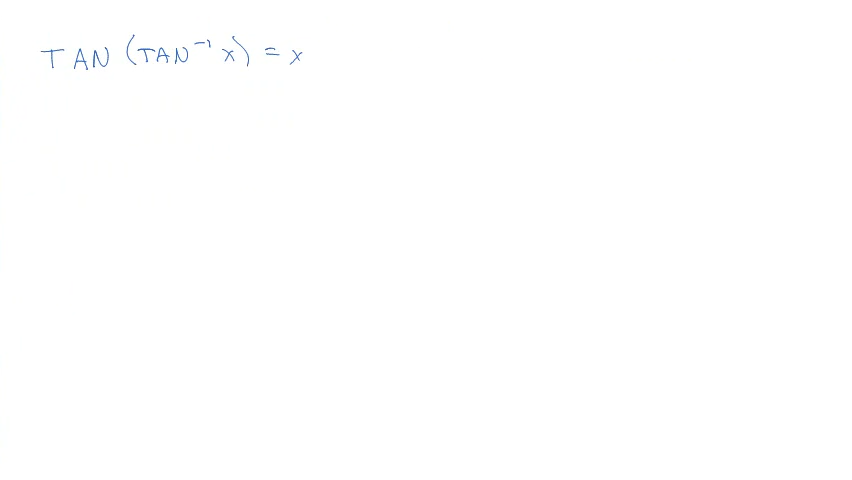 TAN (TAN⁻¹ x) = x